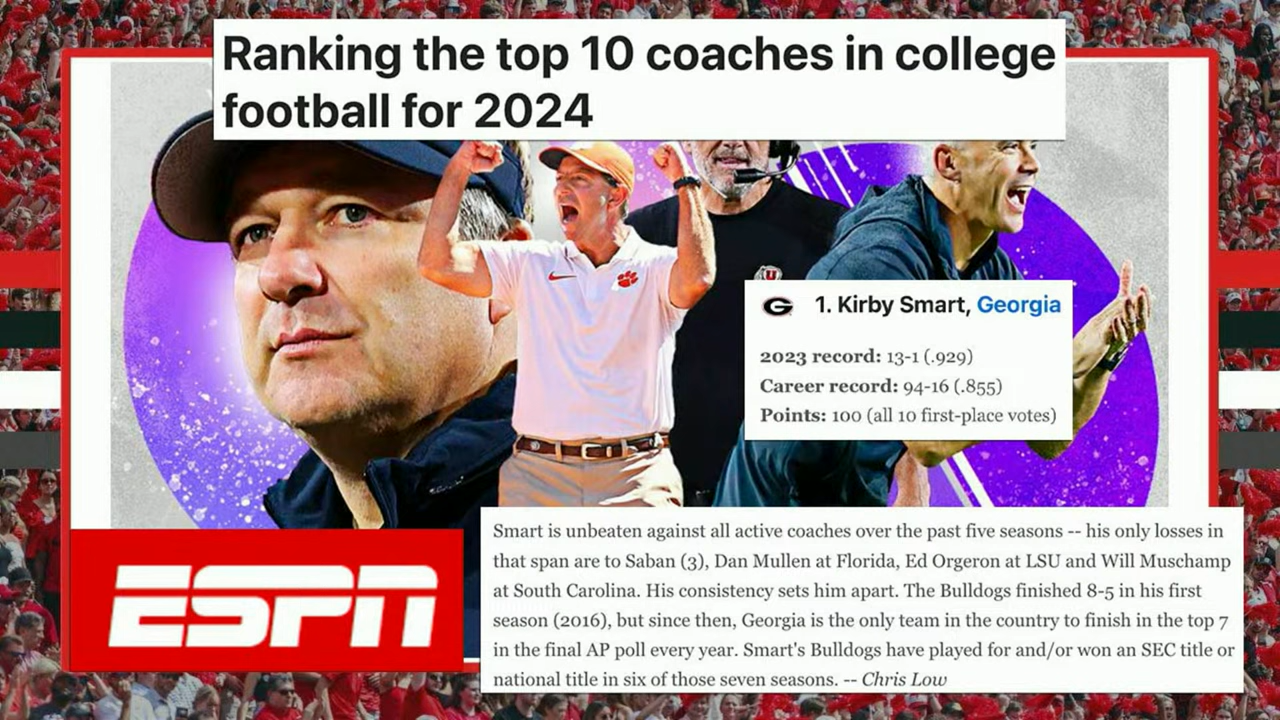 Ranking the top 10 coaches in college
football for 2024
U
G
1. Kirby Smart, Georgia
2023 record: 13-1 (.929)
Career record: 94-16 (.855)
Points: 100 (all 10 first-place votes)
Smart is unbeaten against all active coaches over the past five seasons -- his only losses in
that span are to Saban (3), Dan Mullen at Florida, Ed Orgeron at LSU and Will Muschamp
at South Carolina. His consistency sets him apart. The Bulldogs finished 8-5 in his first
season (2016), but since then, Georgia is the only team in the country to finish in the top 7
in the final AP poll every year. Smart's Bulldogs have played for and/or won an SEC title or
national title in six of those seven seasons. -- Chris Low
ESPN